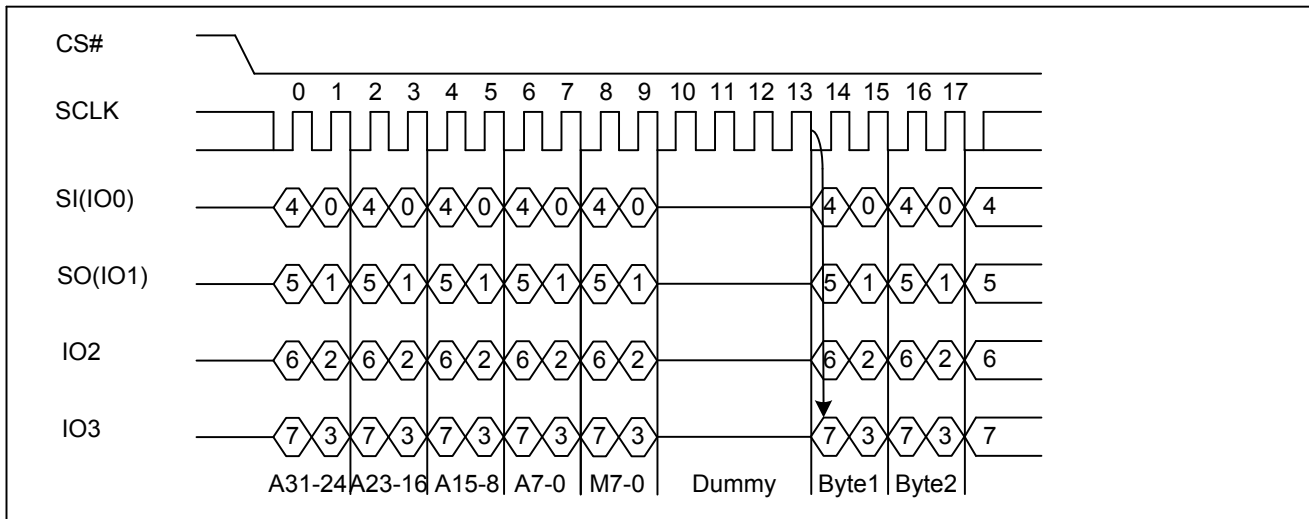 CS#
0 1 2 3 4 5 6 7 8 9 10 11 12 13 14 15 16 17
SCLK
SI(IO0) 4 0 4 0 4 0 4 0 4 0 4 0 4 0 4
SO(IO1) 5 1 5 1 5 1 5 1 5 1 5 1 5 1 5
IO2 6 2 6 2 6 2 6 2 6 2 6 2 6 2 6
IO3 7 3 7 3 7 3 7 3 7 3 7 3 7 3 7
A31-24 A23-16 A15-8 A7-0 M7-0 Dummy Byte1 Byte2